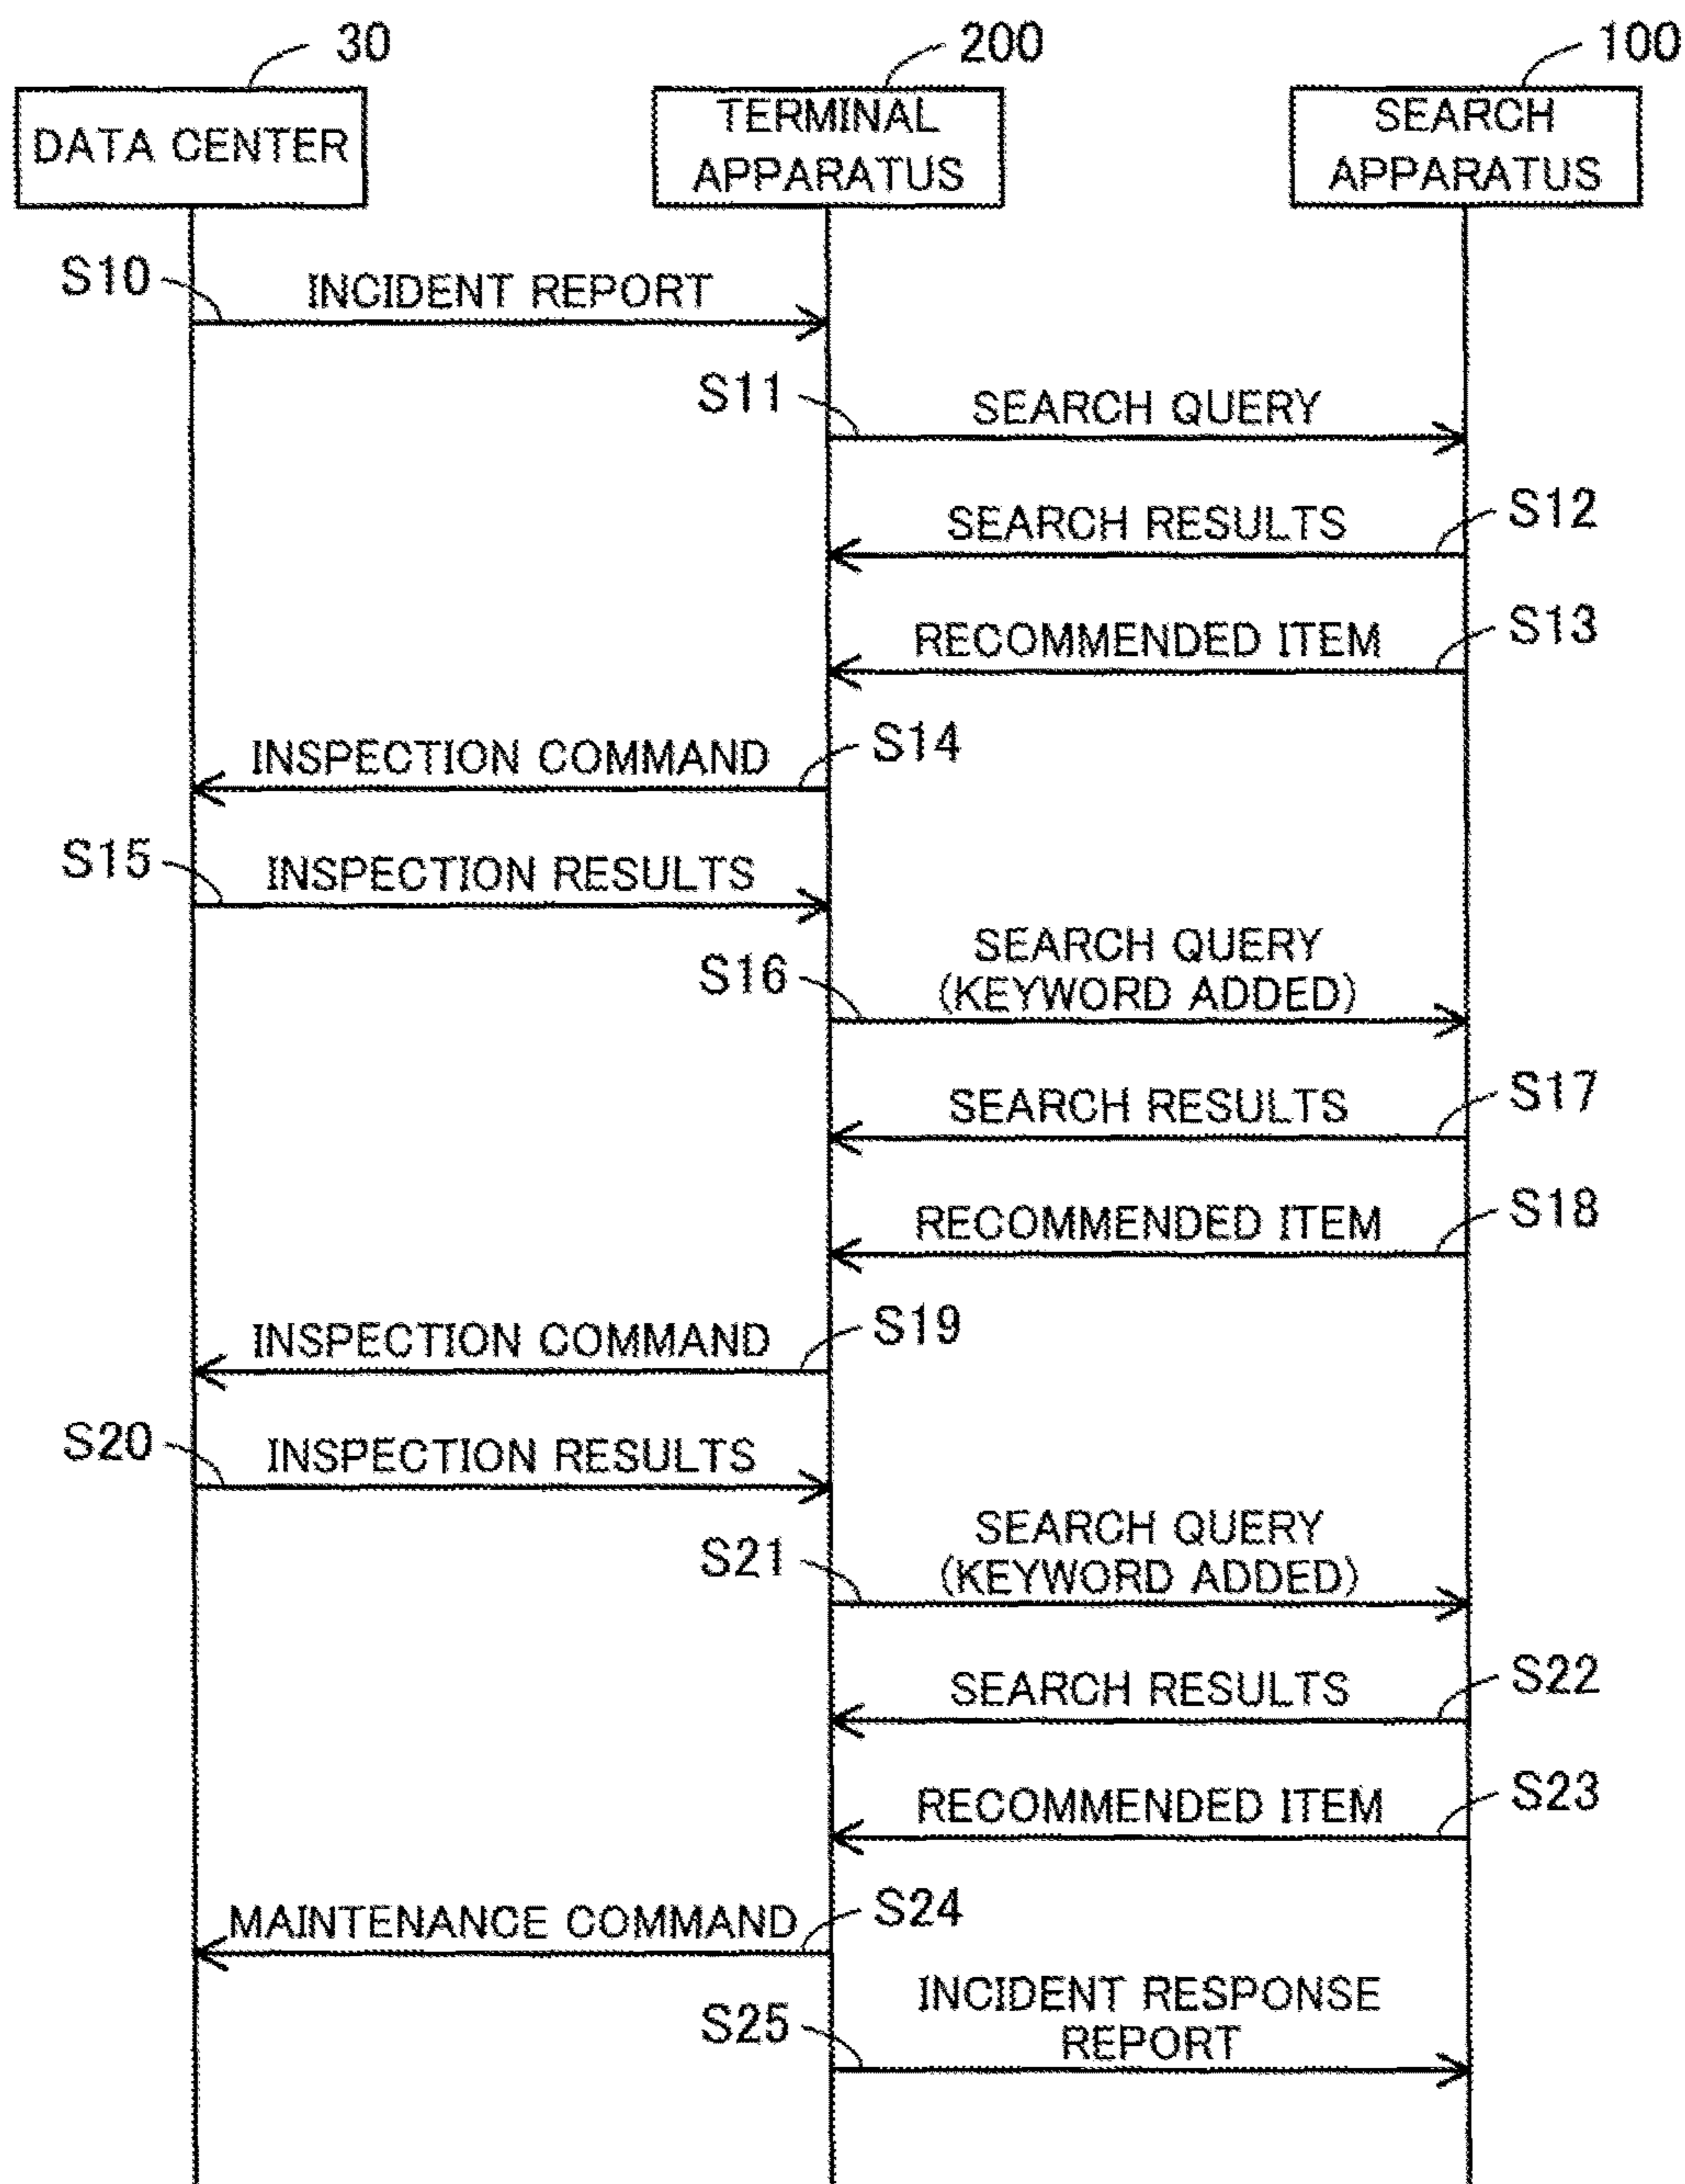 30
200
100
DATA CENTER
TERMINAL
APPARATUS
SEARCH
APPARATUS
S10
INCIDENT REPORT
S11
SEARCH QUERY
SEARCH RESULTS
S12
RECOMMENDED ITEM
S13
INSPECTION COMMAND
S14
S15
INSPECTION RESULTS
S16
SEARCH QUERY
(KEYWORD ADDED)
SEARCH RESULTS
S17
RECOMMENDED ITEM
S18
INSPECTION COMMAND
S19
S20
INSPECTION RESULTS
S21
SEARCH QUERY
(KEYWORD ADDED)
SEARCH RESULTS
S22
RECOMMENDED ITEM
S23
MAINTENANCE COMMAND
S24
S25
INCIDENT RESPONSE
REPORT